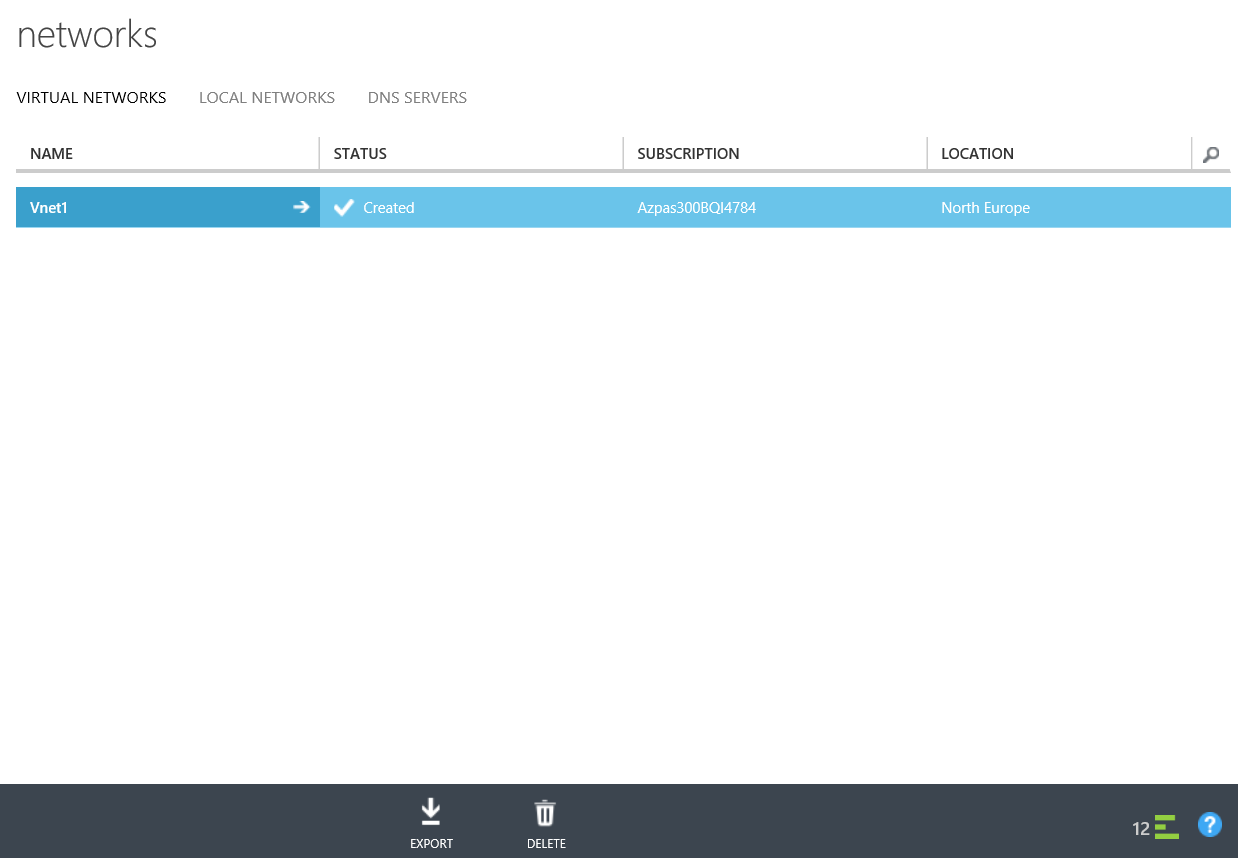 networks
VIRTUAL NETWORKS LOCAL NETWORKS DNS SERVERS
NAME STATUS SUBSCRIPTION LOCATION
Vnet1 Created Azpas300BQI4784 North Europe
EXPORT DELETE 12 ?